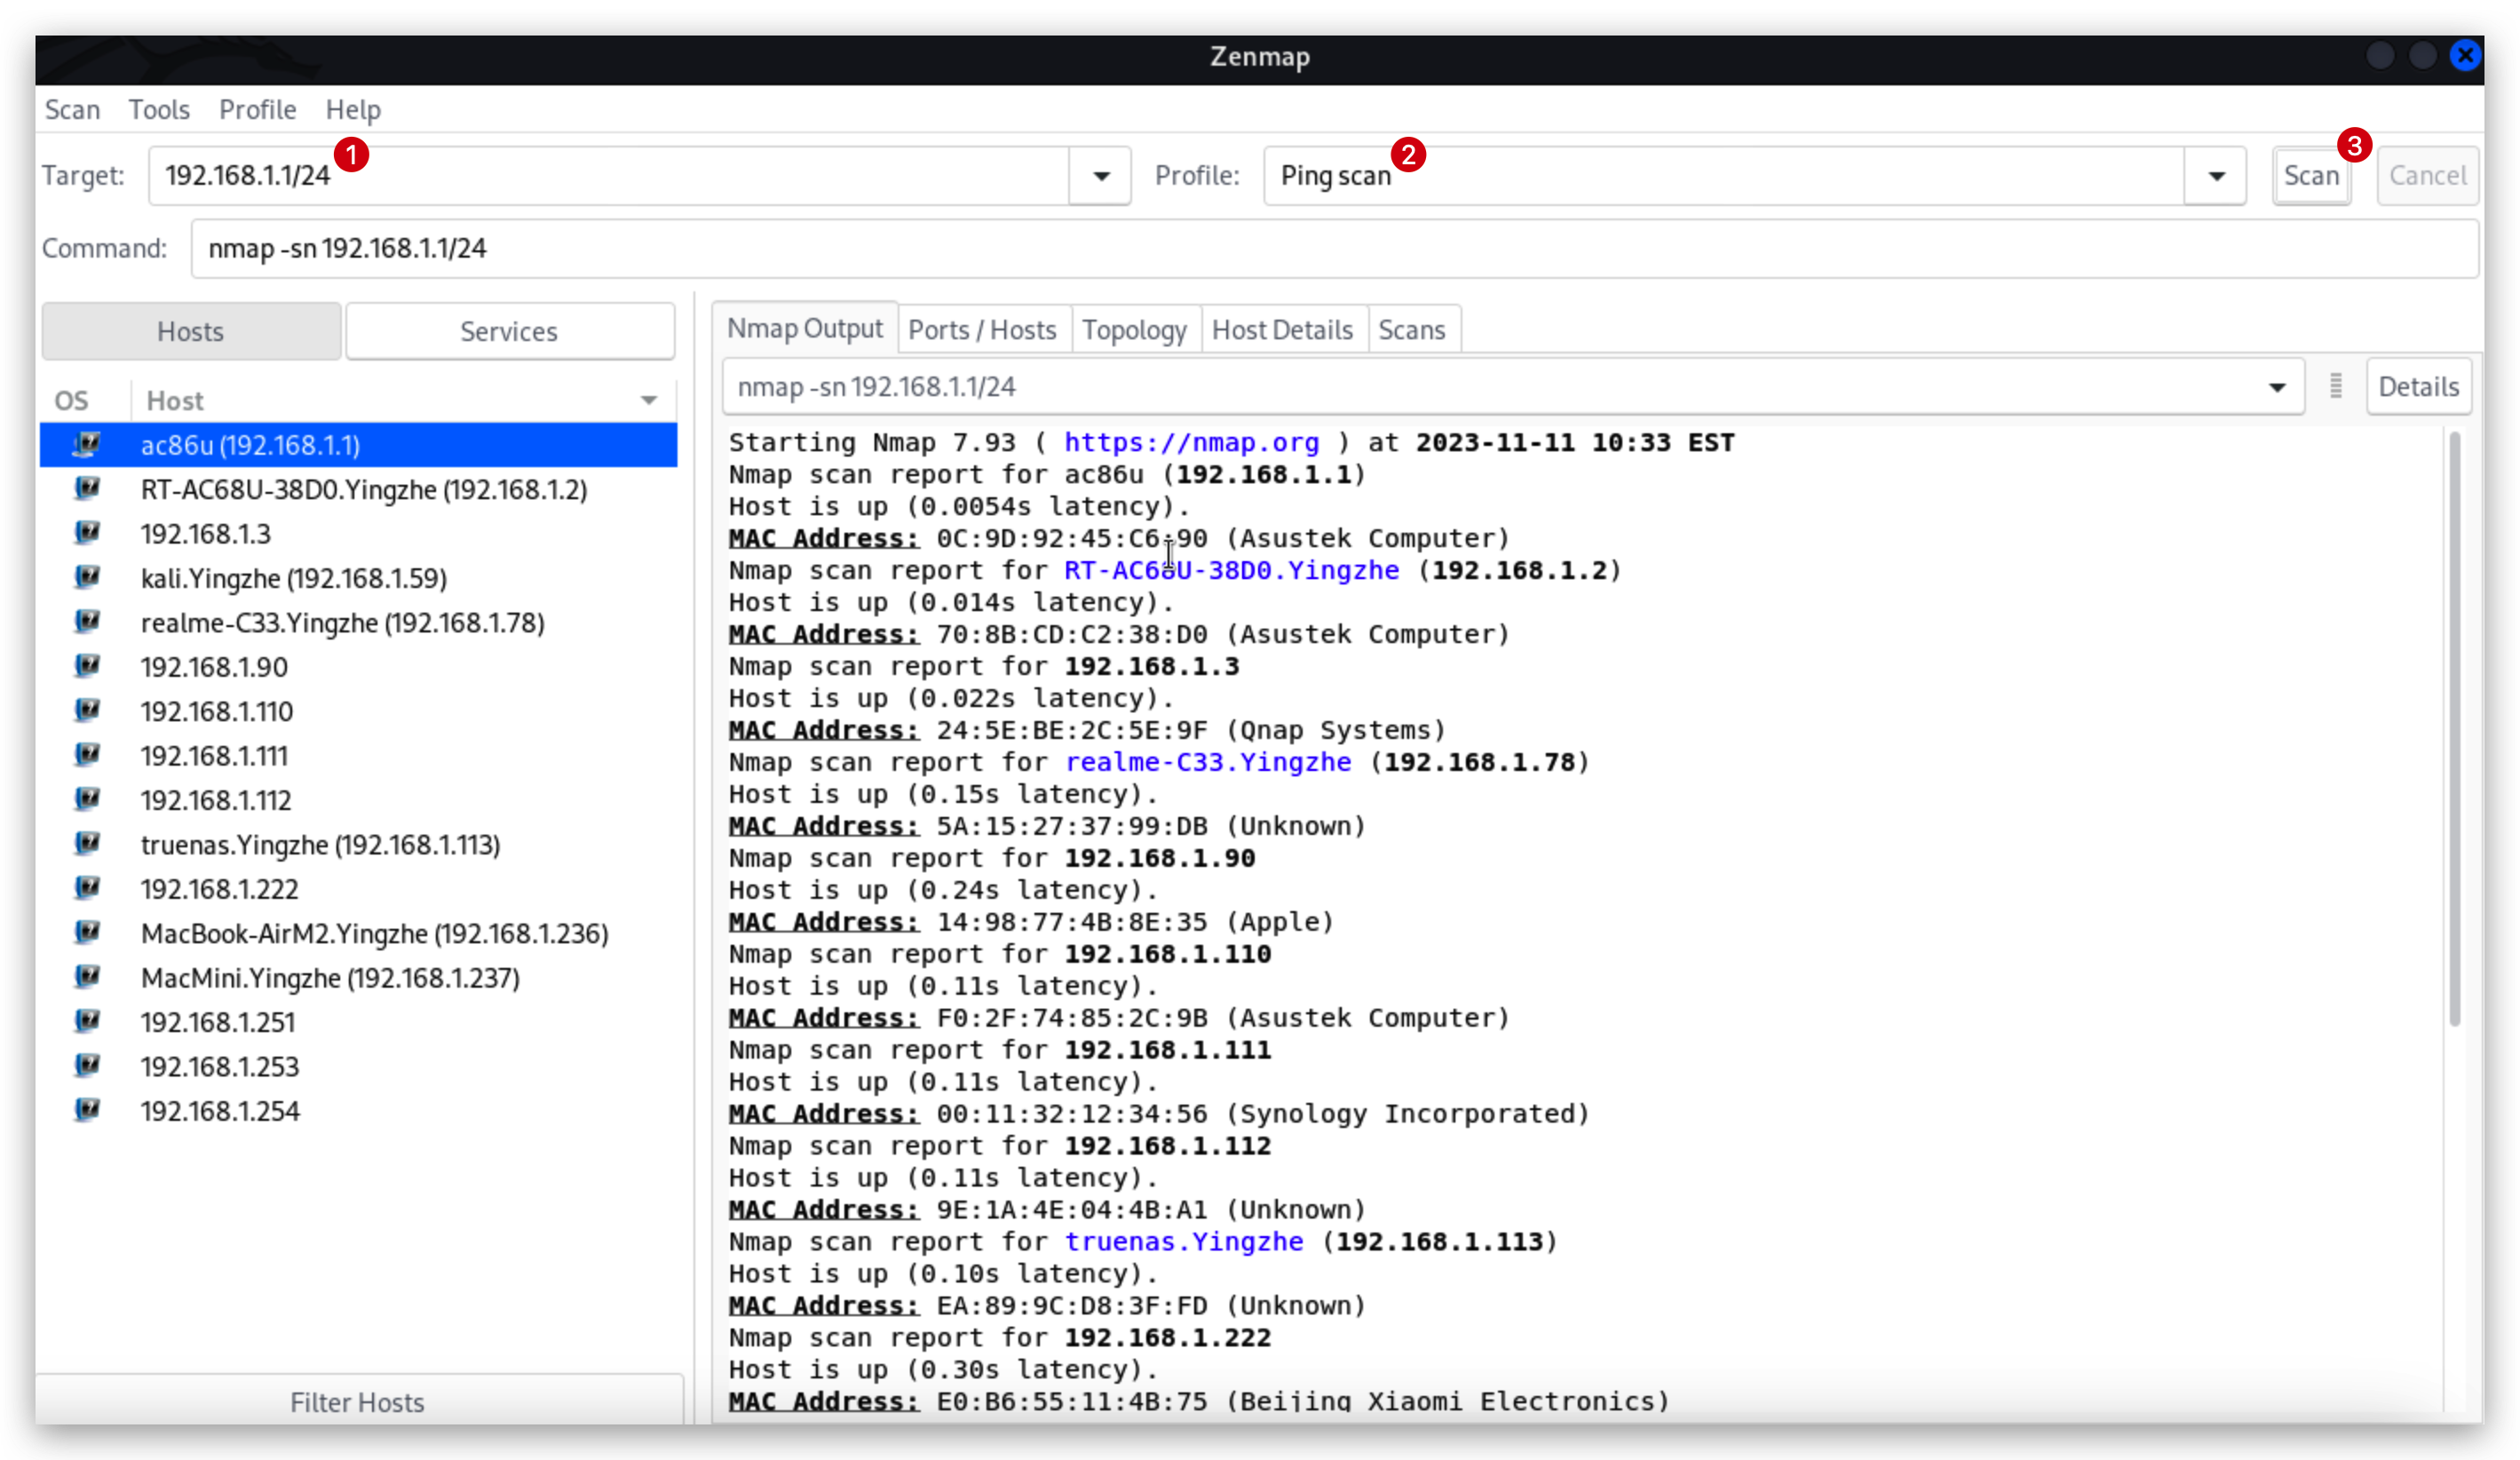 Zenmap
Scan Tools Profile Help
Target: 192.168.1.1/24 1 Profile: Ping scan 2 Scan 3 Cancel
Command: nmap -sn 192.168.1.1/24
Hosts Services
OS Host
ac86u (192.168.1.1)
RT-AC68U-38D0.Yingzhe (192.168.1.2)
192.168.1.3
kali.Yingzhe (192.168.1.59)
realme-C33.Yingzhe (192.168.1.78)
192.168.1.90
192.168.1.110
192.168.1.111
192.168.1.112
truenas.Yingzhe (192.168.1.113)
192.168.1.222
MacBook-AirM2.Yingzhe (192.168.1.236)
MacMini.Yingzhe (192.168.1.237)
192.168.1.251
192.168.1.253
192.168.1.254
Filter Hosts
Nmap Output Ports / Hosts Topology Host Details Scans
nmap -sn 192.168.1.1/24 Details
Starting Nmap 7.93 ( https://nmap.org ) at 2023-11-11 10:33 EST
Nmap scan report for ac86u (192.168.1.1)
Host is up (0.0054s latency).
MAC Address: 0C:9D:92:45:C6:90 (Asustek Computer)
Nmap scan report for RT-AC68U-38D0.Yingzhe (192.168.1.2)
Host is up (0.014s latency).
MAC Address: 70:8B:CD:C2:38:D0 (Asustek Computer)
Nmap scan report for 192.168.1.3
Host is up (0.022s latency).
MAC Address: 24:5E:BE:2C:5E:9F (Qnap Systems)
Nmap scan report for realme-C33.Yingzhe (192.168.1.78)
Host is up (0.15s latency).
MAC Address: 5A:15:27:37:99:DB (Unknown)
Nmap scan report for 192.168.1.90
Host is up (0.24s latency).
MAC Address: 14:98:77:4B:8E:35 (Apple)
Nmap scan report for 192.168.1.110
Host is up (0.11s latency).
MAC Address: F0:2F:74:85:2C:9B (Asustek Computer)
Nmap scan report for 192.168.1.111
Host is up (0.11s latency).
MAC Address: 00:11:32:12:34:56 (Synology Incorporated)
Nmap scan report for 192.168.1.112
Host is up (0.11s latency).
MAC Address: 9E:1A:4E:04:4B:A1 (Unknown)
Nmap scan report for truenas.Yingzhe (192.168.1.113)
Host is up (0.10s latency).
MAC Address: EA:89:9C:D8:3F:FD (Unknown)
Nmap scan report for 192.168.1.222
Host is up (0.30s latency).
MAC Address: E0:B6:55:11:4B:75 (Beijing Xiaomi Electronics)